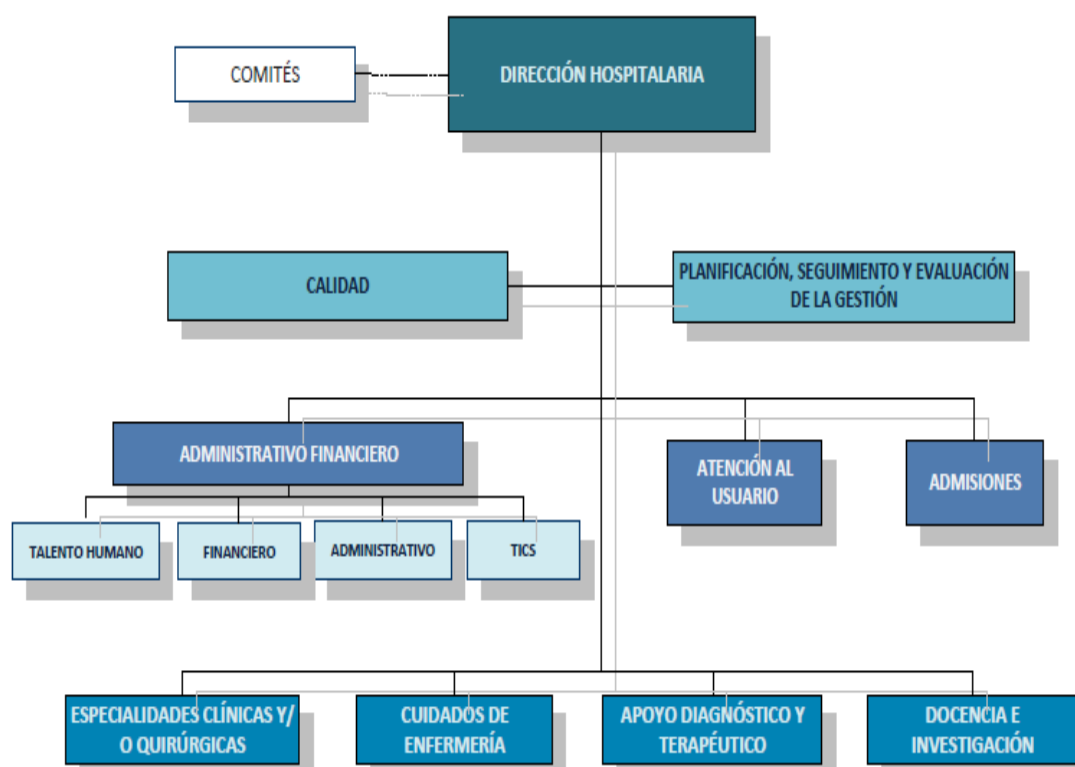 COMITÉS
DIRECCIÓN HOSPITALARIA
CALIDAD
PLANIFICACIÓN, SEGUIMIENTO Y EVALUACIÓN
DE LA GESTIÓN
ADMINISTRATIVO FINANCIERO
ATENCIÓN AL
USUARIO
ADMISIONES
TALENTO HUMANO
FINANCIERO
ADMINISTRATIVO
TICS
ESPECIALIDADES CLÍNICAS Y/
O QUIRÚRGICAS
CUIDADOS DE
ENFERMERÍA
APOYO DIAGNÓSTICO Y
TERAPÉUTICO
DOCENCIA E
INVESTIGACIÓN